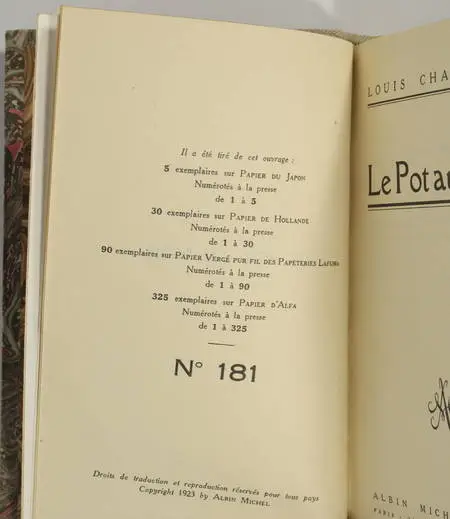 Il a été tiré de cet ouvrage :
5 exemplaires sur PAPIER DU JAPON
Numérotés à la presse
de 1 à 5
30 exemplaires sur PAPIER DE HOLLANDE
Numérotés à la presse
de 1 à 30
90 exemplaires sur PAPIER VERGÉ PUR FIL DES PAPETERIES LAFUMA
Numérotés à la presse
de 1 à 90
325 exemplaires sur PAPIER D'ALFA
Numérotés à la presse
de 1 à 325
N° 181
Droits de traduction et reproduction réservés pour tous pays
Copyright 1923 by ALBIN MICHEL
LOUIS CHA
Le Pot au
ALBIN MICH
PARIS